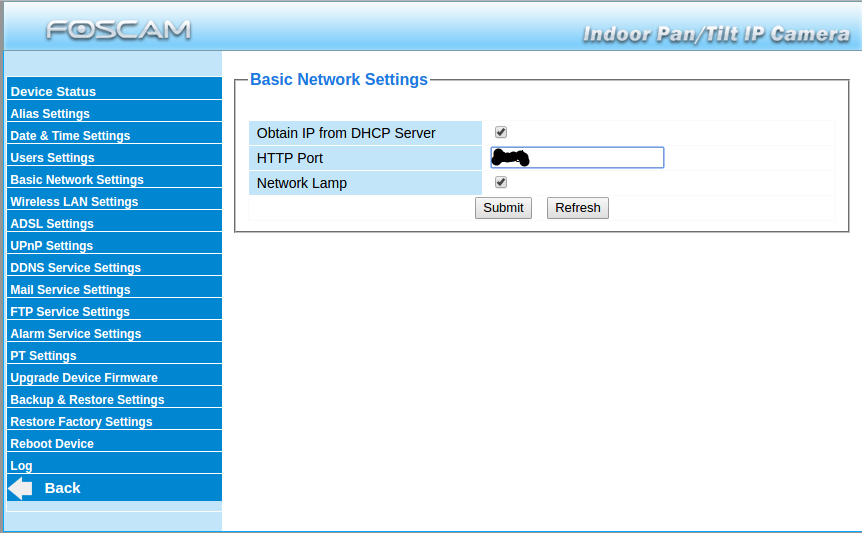 FOSCAM
Indoor Pan/Tilt IP Camera
Device Status
Alias Settings
Date & Time Settings
Users Settings
Basic Network Settings
Wireless LAN Settings
ADSL Settings
UPnP Settings
DDNS Service Settings
Mail Service Settings
FTP Service Settings
Alarm Service Settings
PT Settings
Upgrade Device Firmware
Backup & Restore Settings
Restore Factory Settings
Reboot Device
Log
Back
Basic Network Settings
Obtain IP from DHCP Server
HTTP Port
Network Lamp
Submit Refresh